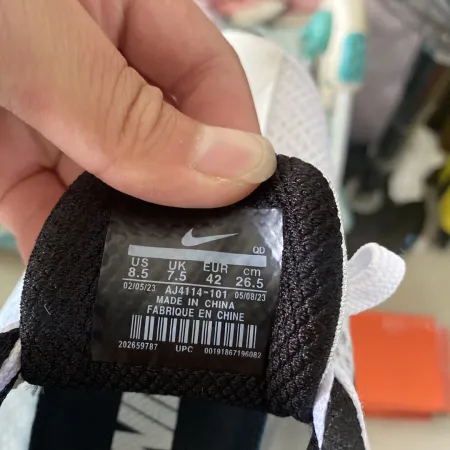 QD
US UK EUR cm
8.5 7.5 42 26.5
02/05/23 AJ4114-101 05/08/23
MADE IN CHINA
FABRIQUE EN CHINE
202659787 UPC 00191867196082